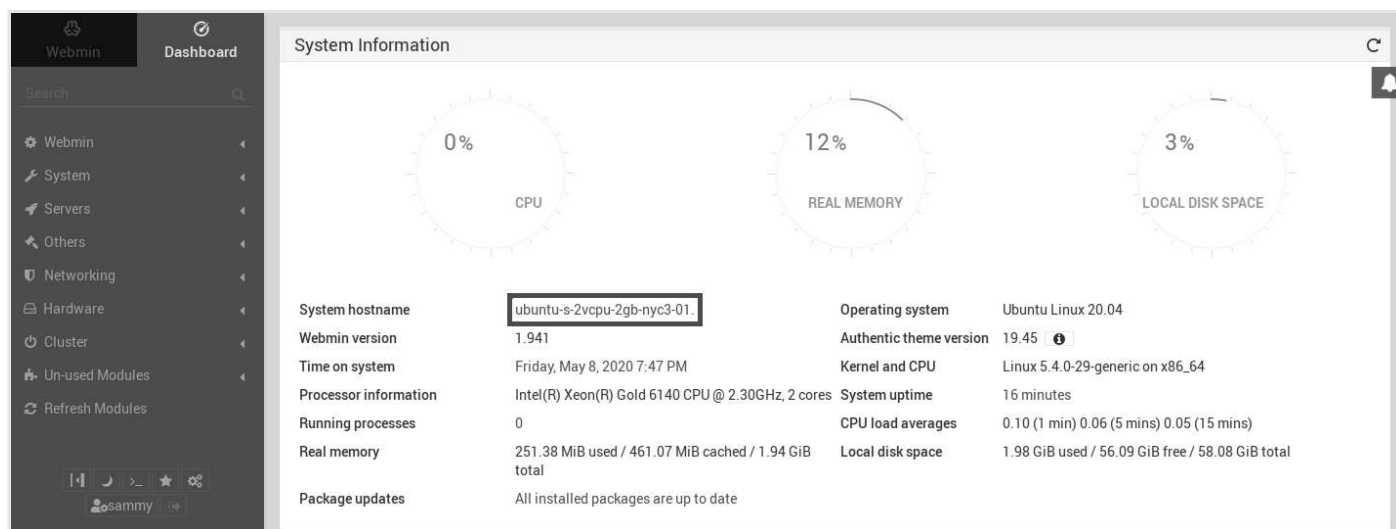 Webmin
Dashboard
Search
Webmin
System
Servers
Others
Networking
Hardware
Cluster
Un-used Modules
Refresh Modules
sammy
System Information
0%
CPU
12%
REAL MEMORY
3%
LOCAL DISK SPACE
System hostname ubuntu-s-2vcpu-2gb-nyc3-01. Operating system Ubuntu Linux 20.04
Webmin version 1.941 Authentic theme version 19.45
Time on system Friday, May 8, 2020 7:47 PM Kernel and CPU Linux 5.4.0-29-generic on x86_64
Processor information Intel(R) Xeon(R) Gold 6140 CPU @ 2.30GHz, 2 cores System uptime 16 minutes
Running processes 0 CPU load averages 0.10 (1 min) 0.06 (5 mins) 0.05 (15 mins)
Real memory 251.38 MiB used / 461.07 MiB cached / 1.94 GiB Local disk space 1.98 GiB used / 56.09 GiB free / 58.08 GiB total
total
Package updates All installed packages are up to date